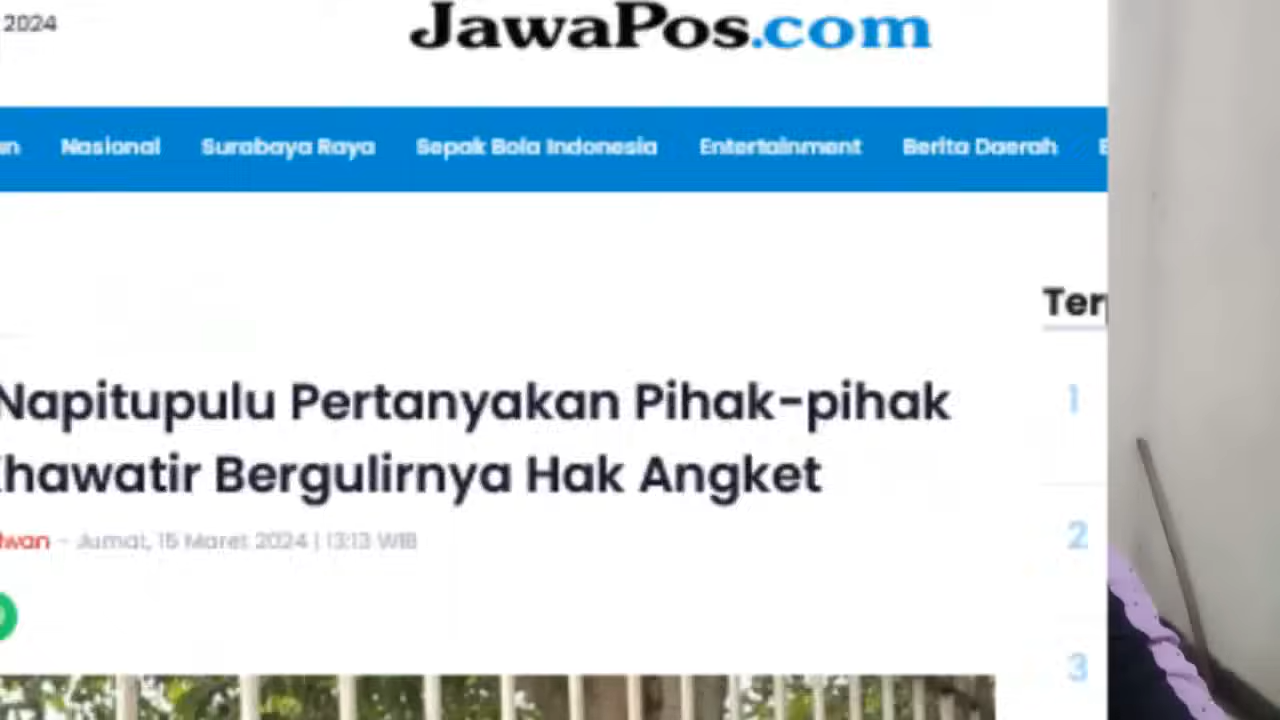 2024
JawaPos.com
Nasional Surabaya Raya Sepak Bola Indonesia Entertainment Berita Daerah
Napitupulu Pertanyakan Pihak-pihak
Khawatir Bergulirnya Hak Angket
- Jumat, 15 Maret 2024 | 13:13 WIB
1
2
3